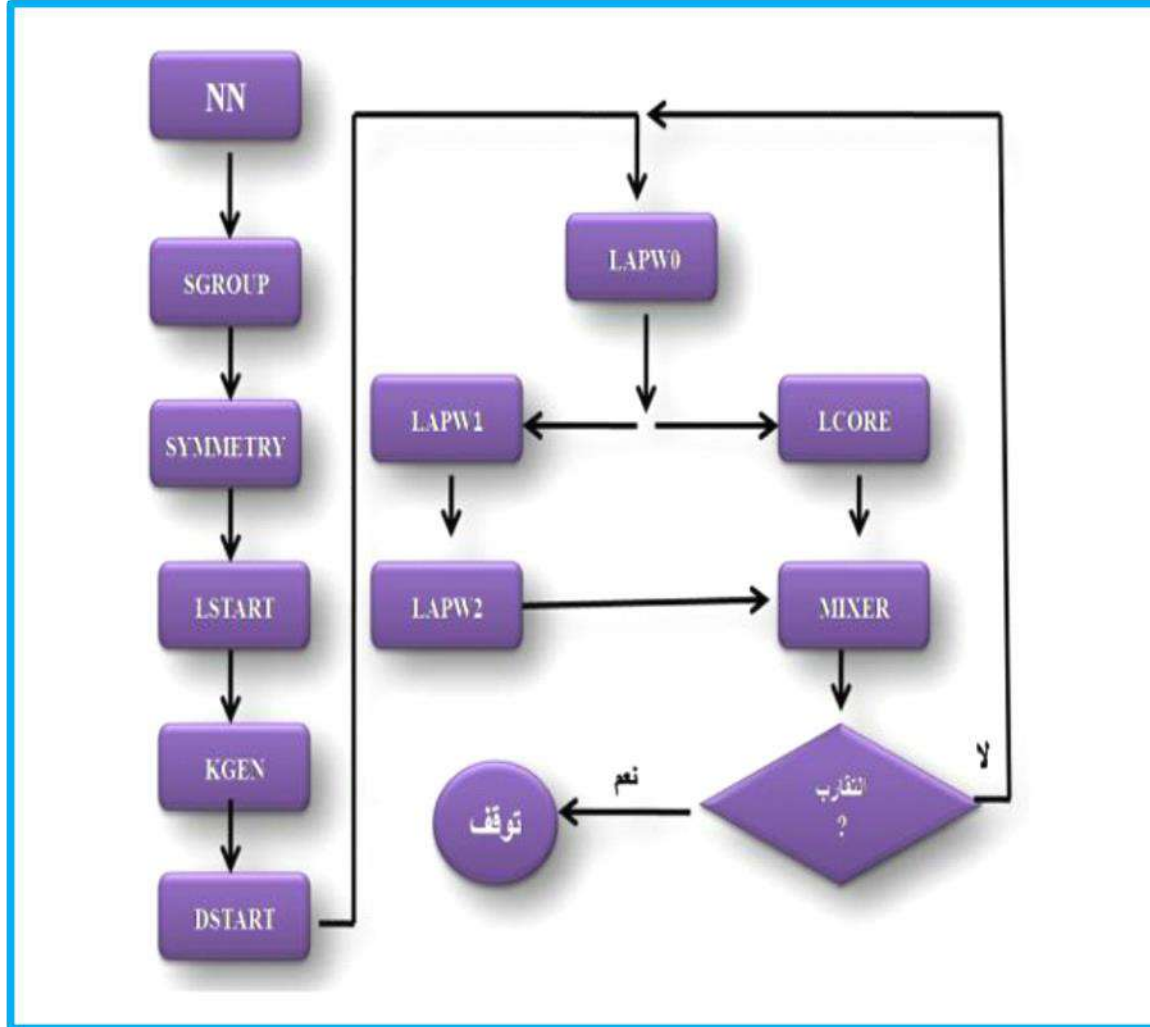 NN
SGROUP
SYMMETRY
LSTART
KGEN
DSTART
LAPW0
LAPW1
LCORE
LAPW2
MIXER
التقارب
?
لا
نعم
توقف